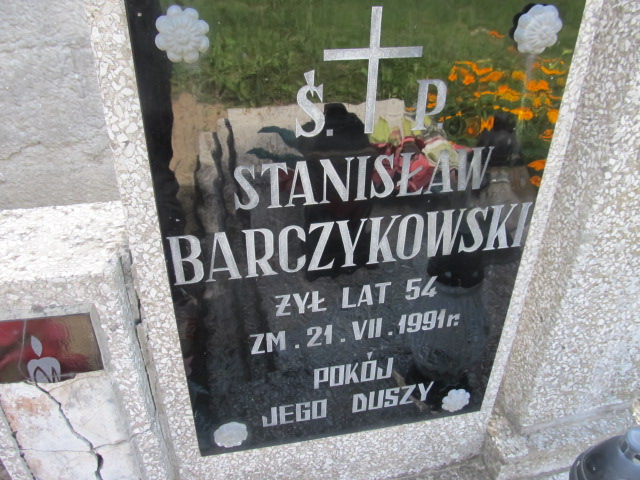 Ś. P.
STANISŁAW
BARCZYKOWSKI
ŻYŁ LAT 54
ZM. 21. VII. 1991 r.
POKÓJ
JEGO DUSZY